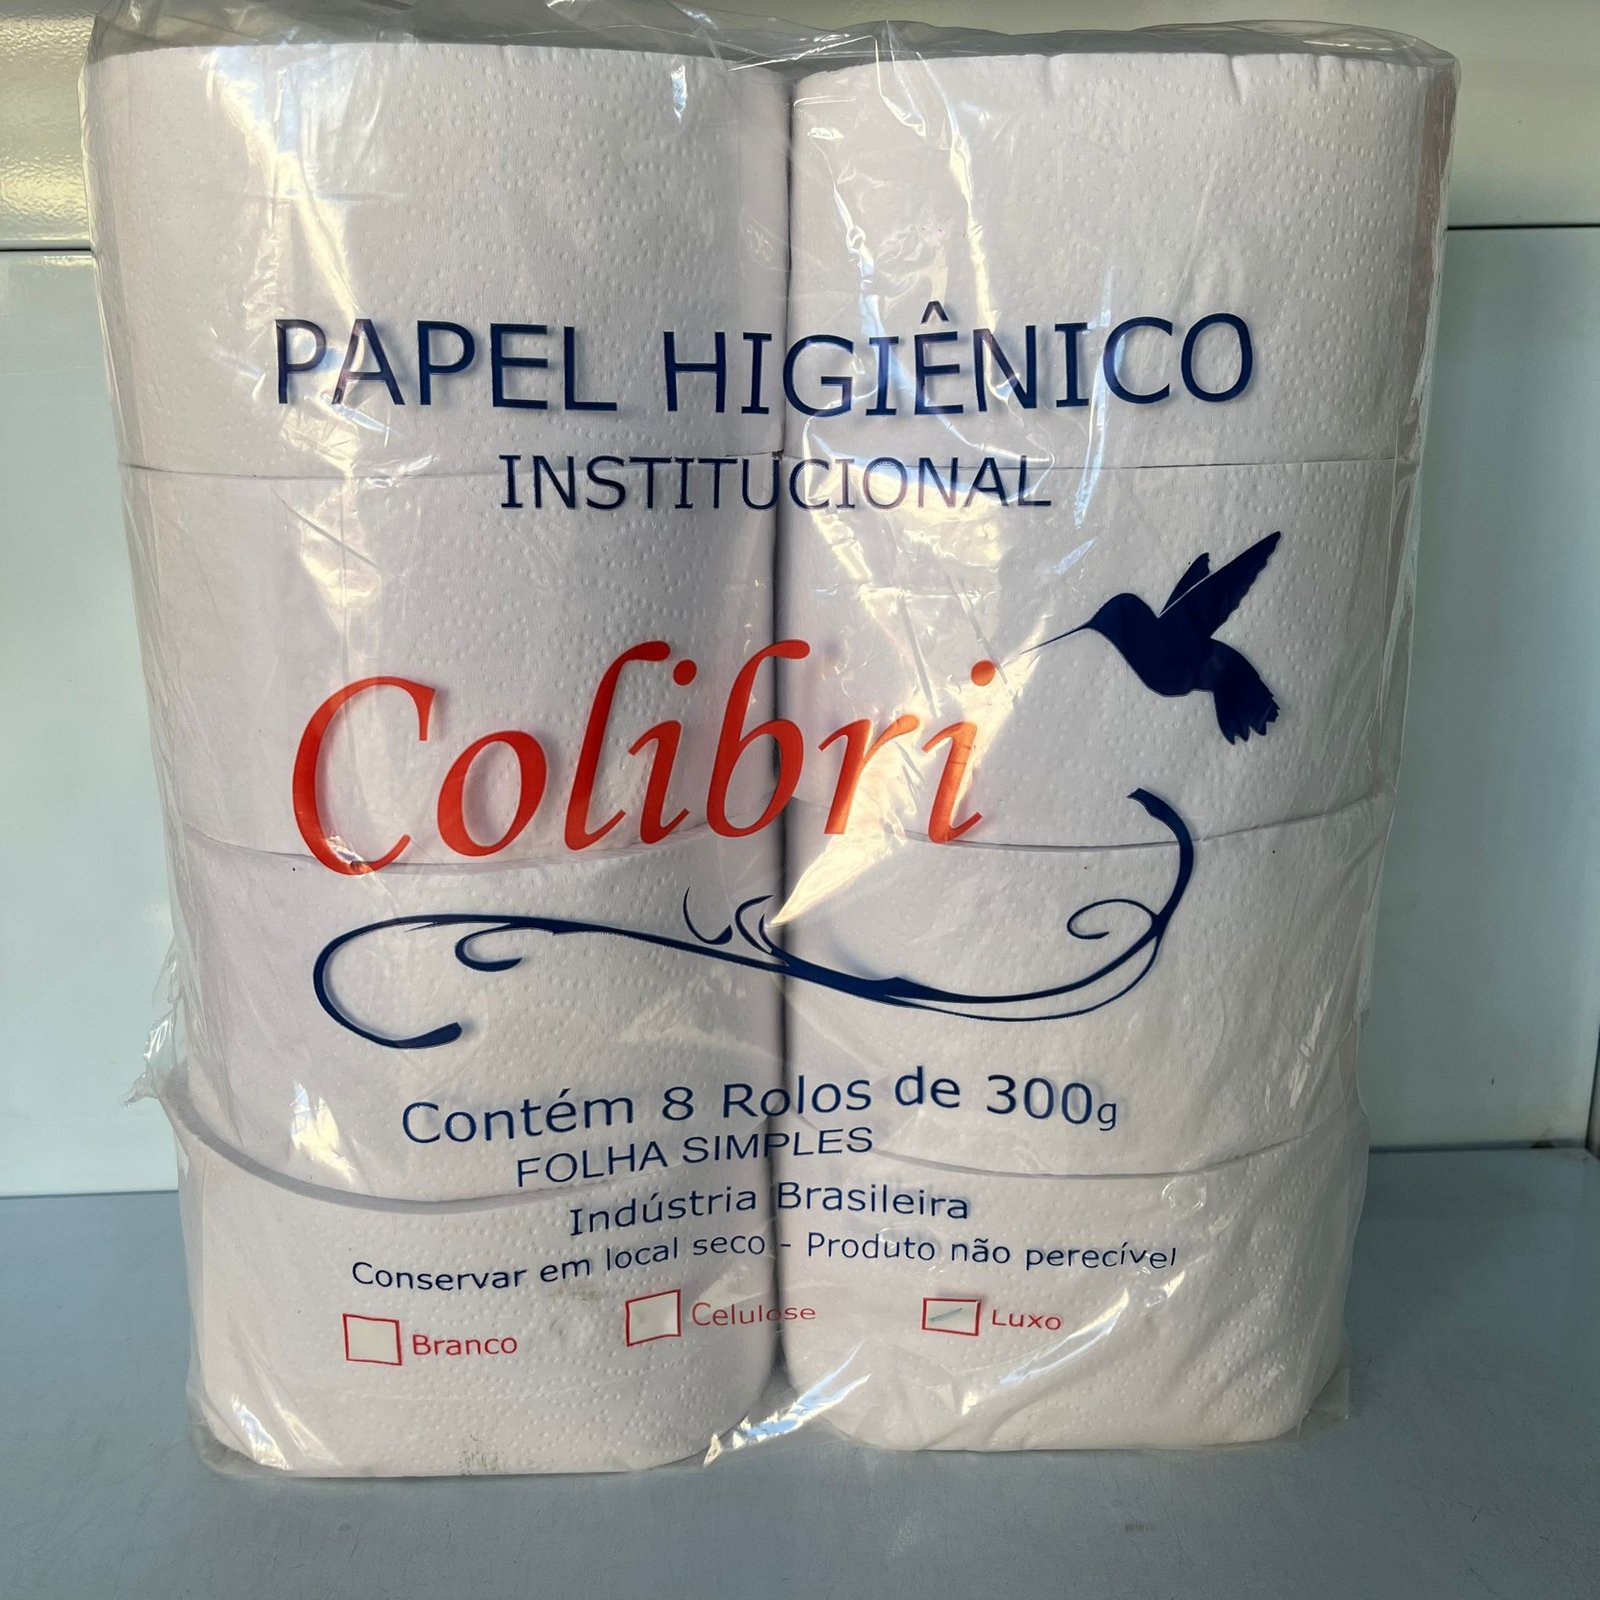 PAPEL HIGIÊNICO
INSTITUCIONAL
Colibri
Contém 8 Rolos de 300g
FOLHA SIMPLES
Indústria Brasileira
Conservar em local seco - Produto não perecível
Branco Celulose Luxo